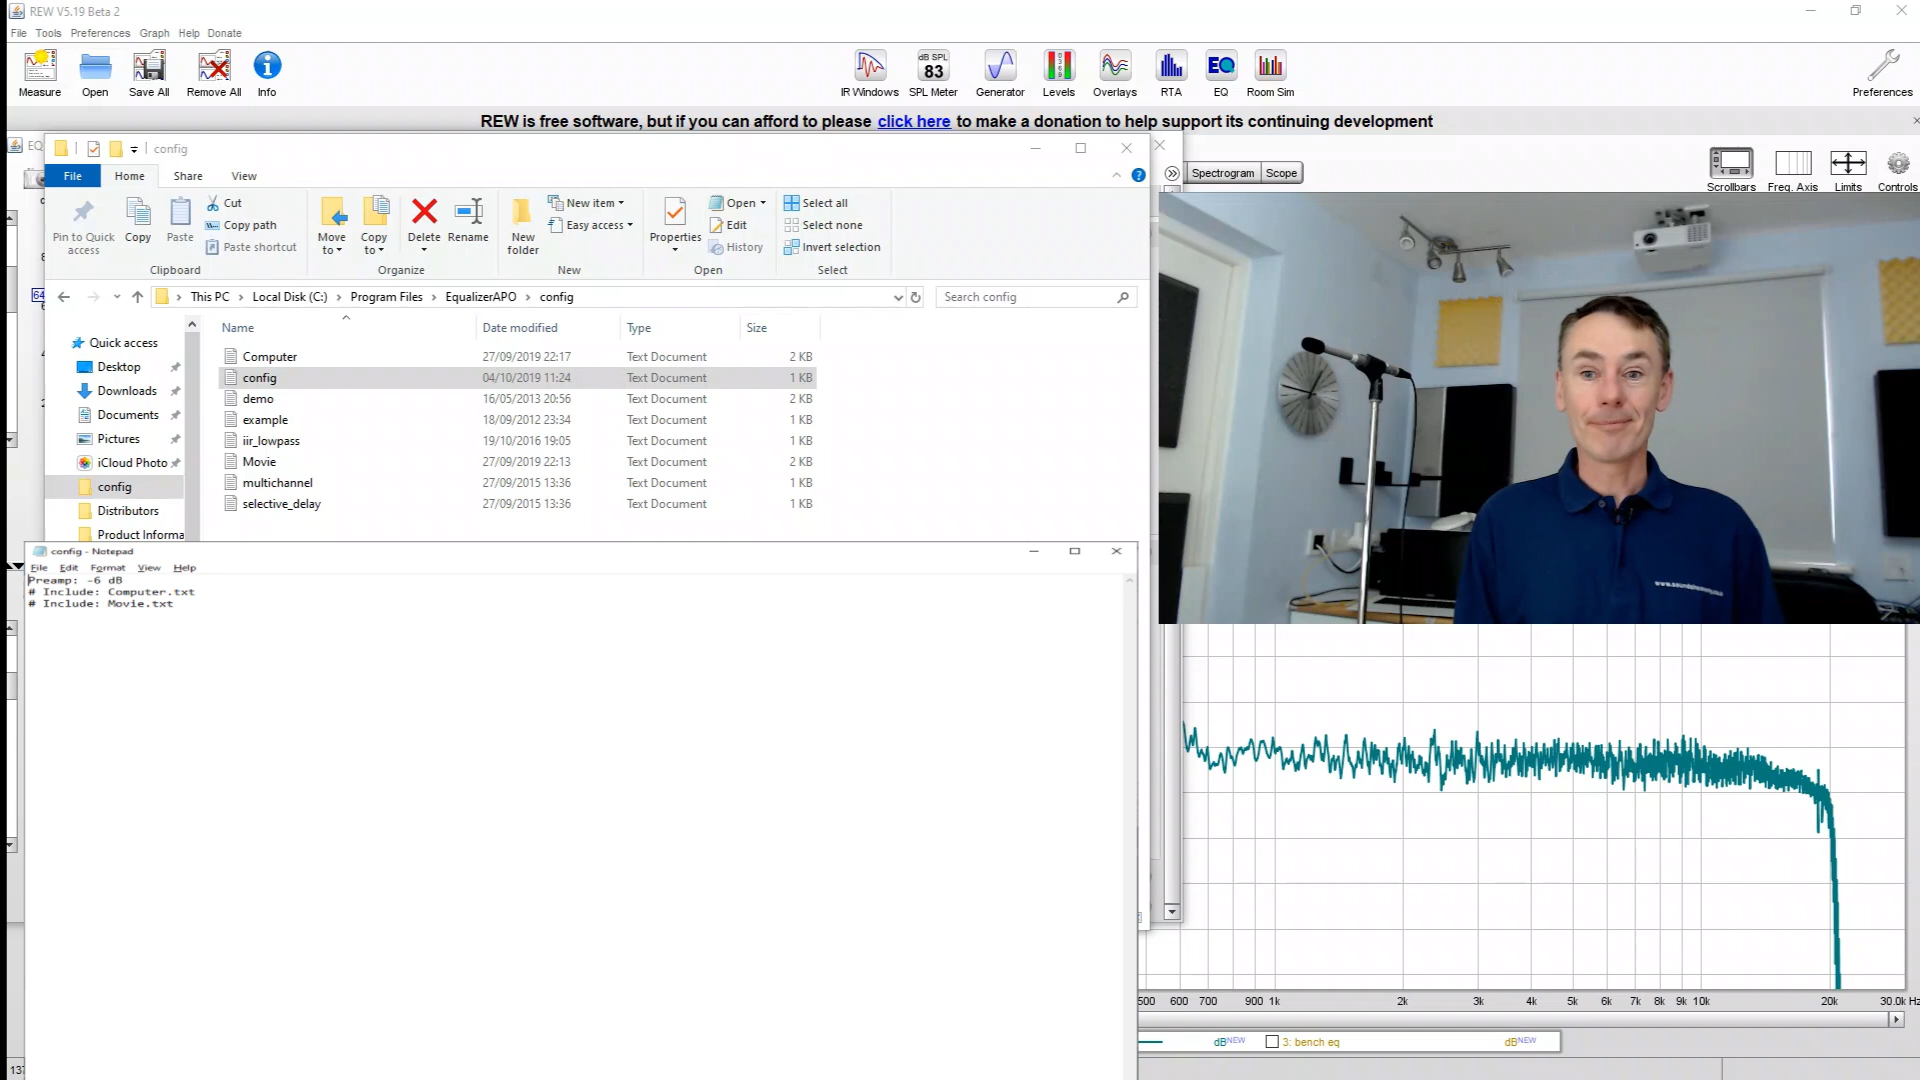 REW V5.19 Beta 2
File Tools Preferences Graph Help Donate
Measure Open Save All Remove All Info
IR Windows SPL Meter Generator Levels Overlays RTA EQ Room Sim
Preferences
dB SPL
83
EQ
REW is free software, but if you can afford to please click here to make a donation to help support its continuing development
EQ
config
File Home Share View
Pin to Quick access
Copy
Paste
Cut
Copy path
Paste shortcut
Clipboard
Move to
Copy to
Delete
Rename
Organize
New folder
New item
Easy access
New
Properties
Open
Edit
History
Open
Select all
Select none
Invert selection
Select
This PC > Local Disk (C:) > Program Files > EqualizerAPO > config
Search config
Name Date modified Type Size
Quick access
Desktop
Downloads
Documents
Pictures
iCloud Photo
config
Distributors
Product Informa
Computer 27/09/2019 22:17 Text Document 2 KB
config 04/10/2019 11:24 Text Document 1 KB
demo 16/05/2013 20:56 Text Document 2 KB
example 18/09/2012 23:34 Text Document 1 KB
iir_lowpass 19/10/2016 19:05 Text Document 1 KB
Movie 27/09/2019 22:13 Text Document 2 KB
multichannel 27/09/2015 13:36 Text Document 1 KB
selective_delay 27/09/2015 13:36 Text Document 1 KB
config - Notepad
File Edit Format View Help
Preamp: -6 dB
# Include: Computer.txt
# Include: Movie.txt
Spectrogram Scope
Scrollbars Freq. Axis Limits Controls
500 600 700 900 1k 2k 3k 4k 5k 6k 7k 8k 9k 10k 20k 30.0k Hz
dB NEW 3: bench eq dB NEW